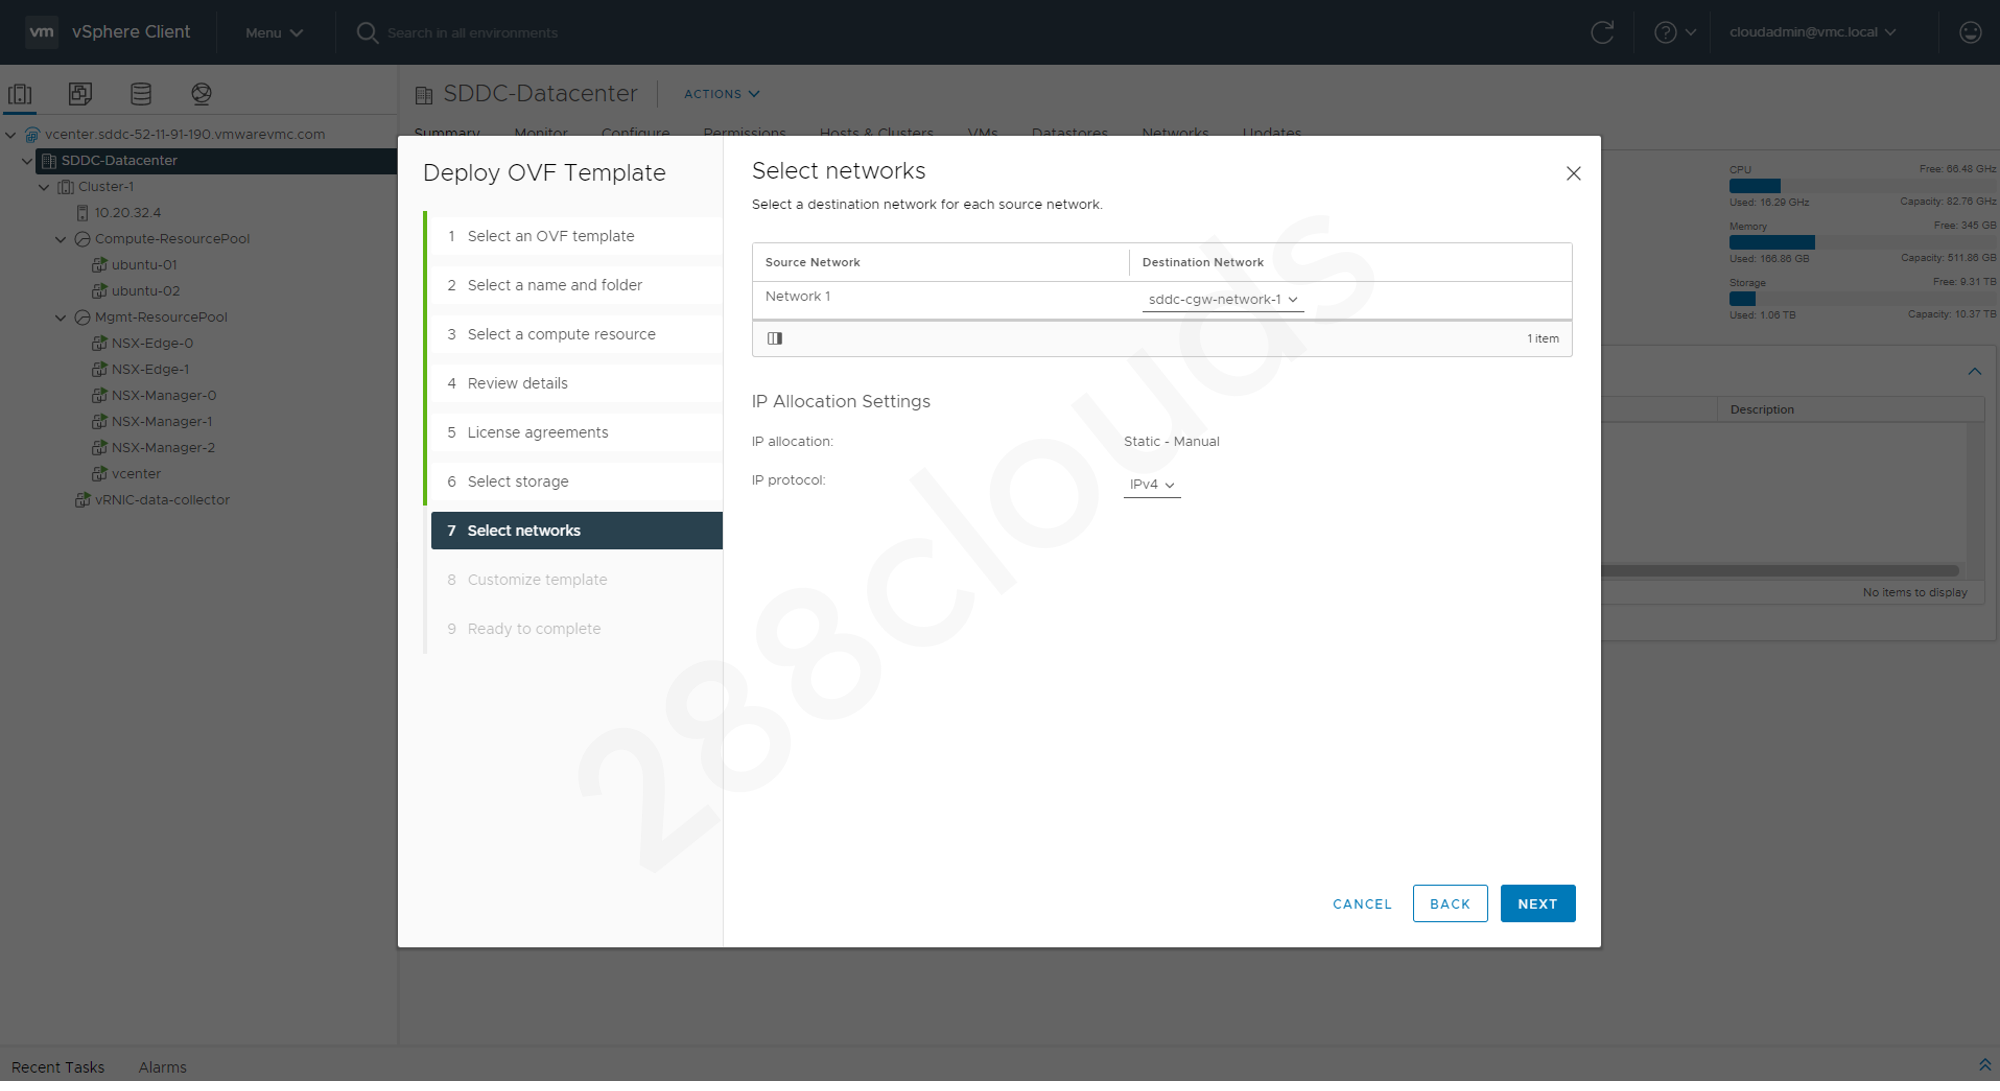 vm vSphere Client Menu Search in all environments cloudadmin@vmc.local
SDDC-Datacenter ACTIONS
Summary Monitor Configure Permissions Hosts & Clusters VMs Datastores Networks Updates
vcenter.sddc-52-11-91-190.vmwarevmc.com
SDDC-Datacenter
Cluster-1
10.20.32.4
Compute-ResourcePool
ubuntu-01
ubuntu-02
Mgmt-ResourcePool
NSX-Edge-0
NSX-Edge-1
NSX-Manager-0
NSX-Manager-1
NSX-Manager-2
vcenter
vRNIC-data-collector
Deploy OVF Template
1 Select an OVF template
2 Select a name and folder
3 Select a compute resource
4 Review details
5 License agreements
6 Select storage
7 Select networks
8 Customize template
9 Ready to complete
Select networks
Select a destination network for each source network.
Source Network Destination Network
Network 1 sddc-cgw-network-1
1 item
IP Allocation Settings
IP allocation: Static - Manual
IP protocol: IPv4
CANCEL BACK NEXT
CPU Free: 66.48 GHz
Used: 16.29 GHz Capacity: 82.76 GHz
Memory Free: 345 GB
Used: 166.86 GB Capacity: 511.86 GB
Storage Free: 9.31 TB
Used: 1.06 TB Capacity: 10.37 TB
Description
No items to display
288clouds
Recent Tasks Alarms